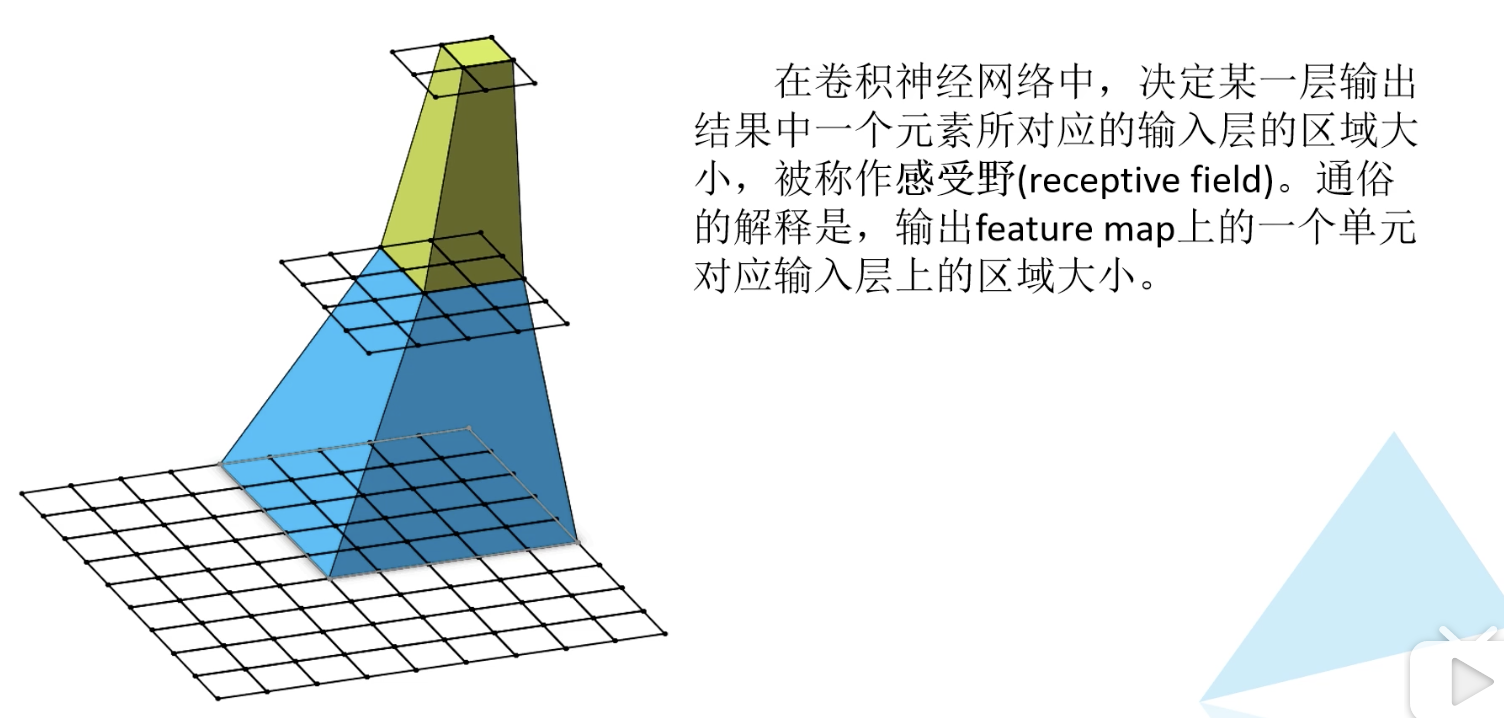 在卷积神经网络中，决定某一层输出
结果中一个元素所对应的输入层的区域大
小，被称作感受野(receptive field)。通俗
的解释是，输出feature map上的一个单元
对应输入层上的区域大小。